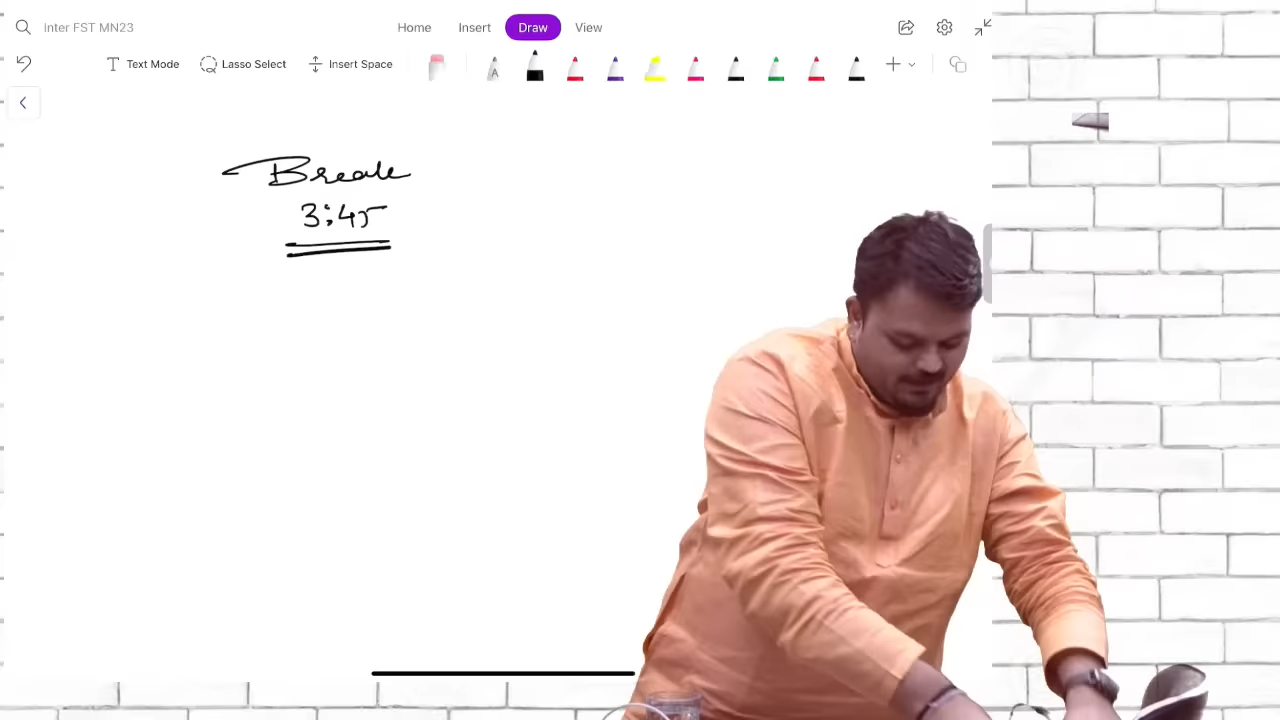 Inter FST MN23
Home Insert Draw View
Text Mode Lasso Select Insert Space
A
Break
3:45